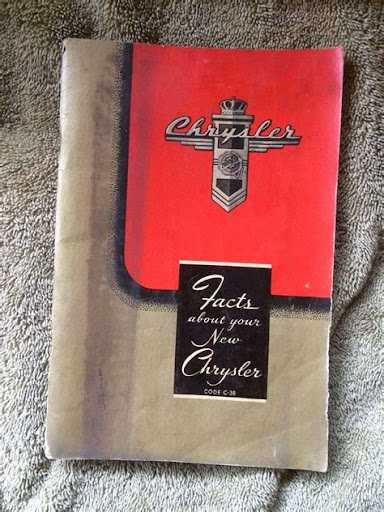 Chrysler
Facts
about your
New
Chrysler
CODE C-38